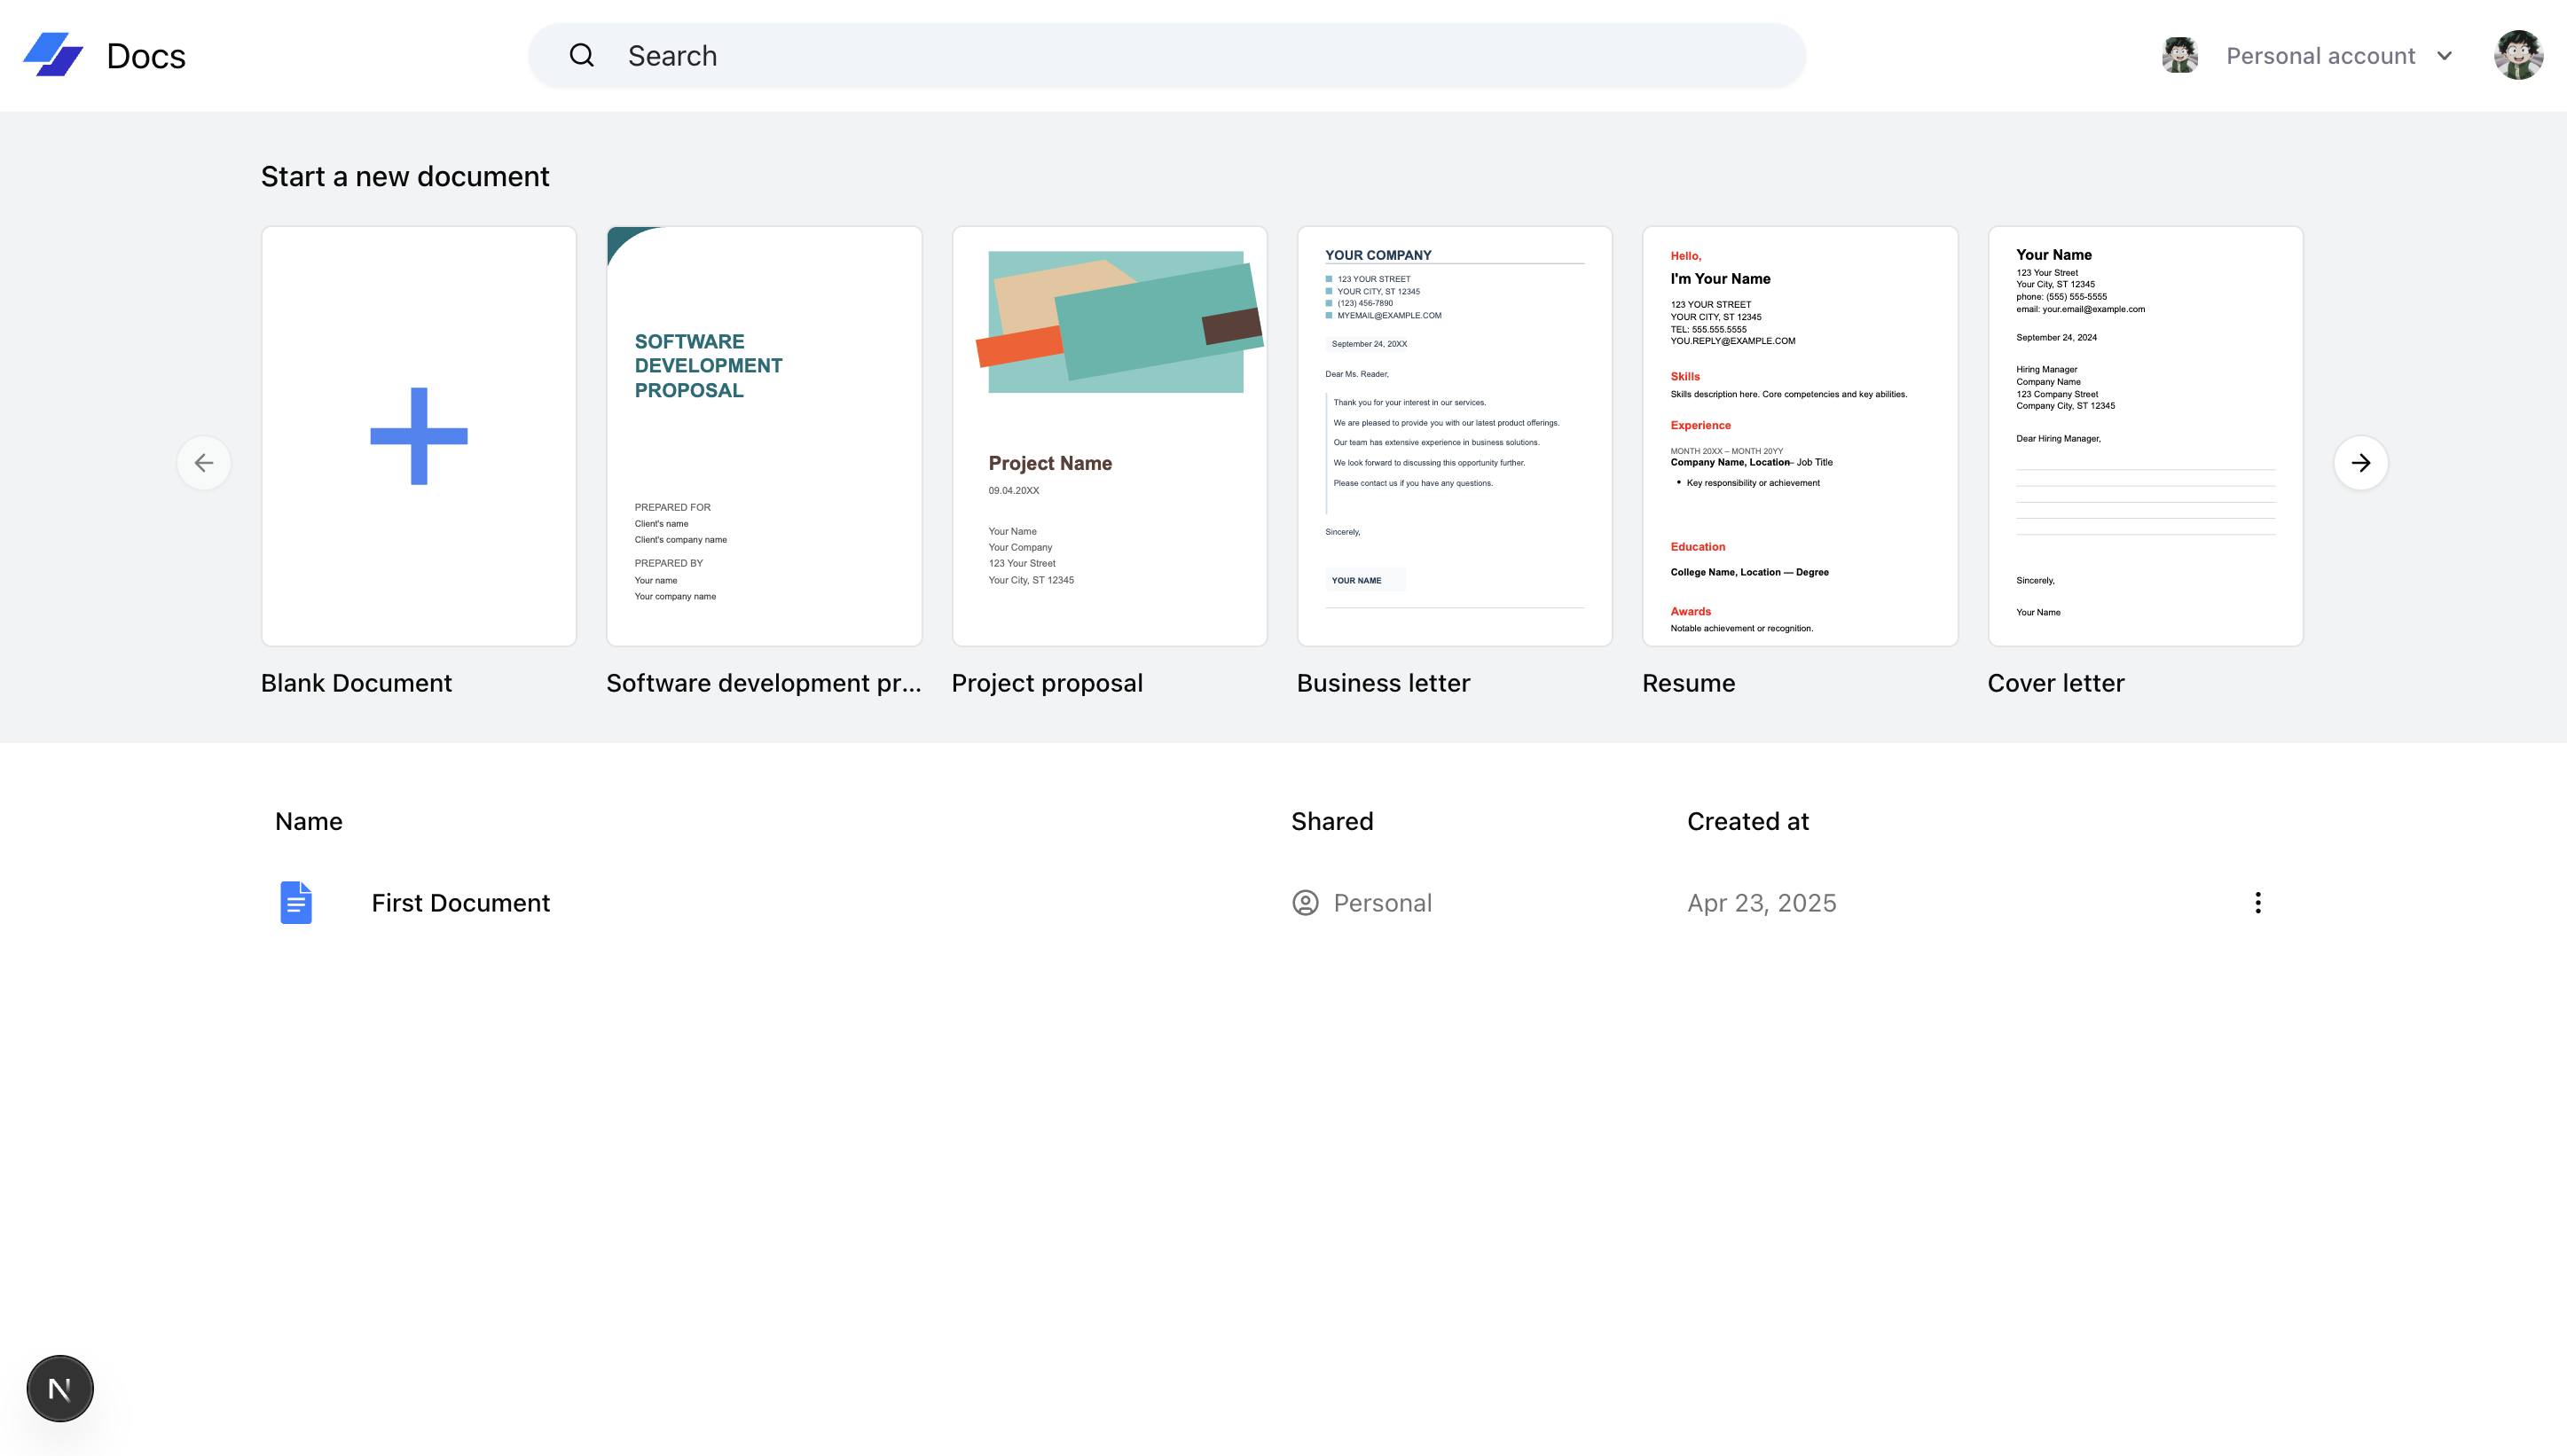 Docs
Search
Personal account
Start a new document
SOFTWARE
DEVELOPMENT
PROPOSAL
PREPARED FOR
Client's name
Client's company name
PREPARED BY
Your name
Your company name
Project Name
09.04.20XX
Your Name
Your Company
123 Your Street
Your City, ST 12345
YOUR COMPANY
123 YOUR STREET
YOUR CITY, ST 12345
(123) 456-7890
MYEMAIL@EXAMPLE.COM
September 24, 20XX
Dear Ms. Reader,
Thank you for your interest in our services.
We are pleased to provide you with our latest product offerings.
Our team has extensive experience in business solutions.
We look forward to discussing this opportunity further.
Please contact us if you have any questions.
Sincerely,
YOUR NAME
Hello,
I'm Your Name
123 YOUR STREET
YOUR CITY, ST 12345
TEL: 555.555.5555
YOU.REPLY@EXAMPLE.COM
Skills
Skills description here. Core competencies and key abilities.
Experience
MONTH 20XX – MONTH 20YY
Company Name, Location– Job Title
• Key responsibility or achievement
Education
College Name, Location — Degree
Awards
Notable achievement or recognition.
Your Name
123 Your Street
Your City, ST 12345
phone: (555) 555-5555
email: your.email@example.com
September 24, 2024
Hiring Manager
Company Name
123 Company Street
Company City, ST 12345
Dear Hiring Manager,
Sincerely,
Your Name
Blank Document
Software development pr...
Project proposal
Business letter
Resume
Cover letter
Name Shared Created at
First Document Personal Apr 23, 2025
N